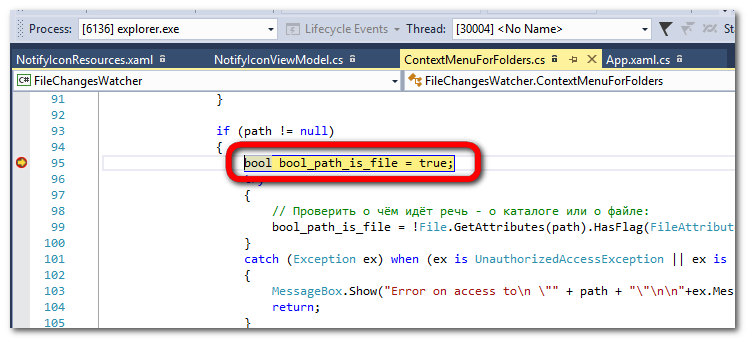 Process: [6136] explorer.exe Lifecycle Events Thread: [30004] <No Name>
NotifyIconResources.xaml NotifyIconViewModel.cs ContextMenuForFolders.cs App.xaml.cs
C# FileChangesWatcher FileChangesWatcher.ContextMenuForFolders
91 }
92
93 if (path != null)
94 {
95 bool bool_path_is_file = true;
96 try
97 {
98 // Проверить о чём идёт речь - о каталоге или о файле:
99 bool_path_is_file = !File.GetAttributes(path).HasFlag(FileAttribut
100 }
101 catch (Exception ex) when (ex is UnauthorizedAccessException || ex is
102 {
103 MessageBox.Show("Error on access to\n \"" + path + "\"\n\n"+ex.Mes
104 return;
105 }